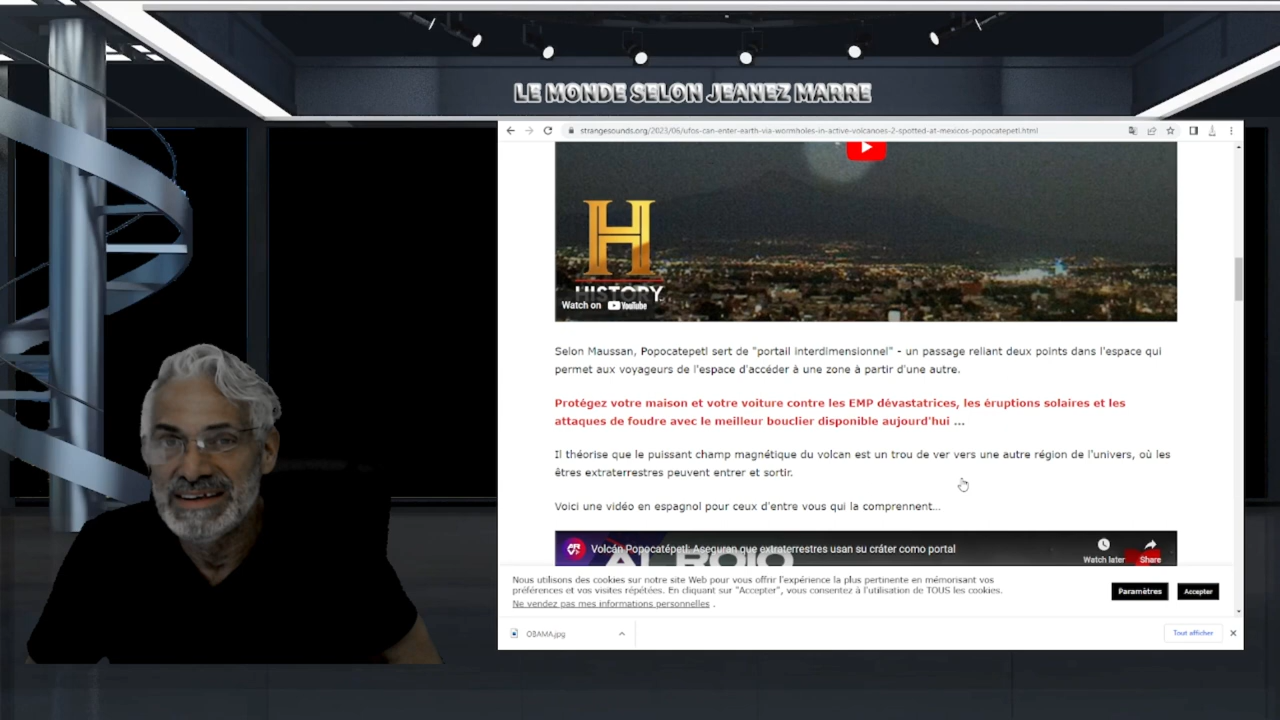 LE MONDE SELON JEANEZ MARRE
strangesounds.org/2023/06/ufos-can-enter-earth-via-wormholes-in-active-volcanoes-2-spotted-at-mexicos-popocatepetl.html
H
HISTORY
Watch on YouTube
Selon Maussan, Popocatepetl sert de "portail interdimensionnel" - un passage reliant deux points dans l'espace qui
permet aux voyageurs de l'espace d'accéder à une zone à partir d'une autre.
Protégez votre maison et votre voiture contre les EMP dévastatrices, les éruptions solaires et les
attaques de foudre avec le meilleur bouclier disponible aujourd'hui ...
Il théorise que le puissant champ magnétique du volcan est un trou de ver vers une autre région de l'univers, où les
êtres extraterrestres peuvent entrer et sortir.
Voici une vidéo en espagnol pour ceux d'entre vous qui la comprennent...
Volcán Popocatépetl: Aseguran que extraterrestres usan su cráter como portal
Watch later Share
Nous utilisons des cookies sur notre site Web pour vous offrir l'expérience la plus pertinente en mémorisant vos
préférences et vos visites répétées. En cliquant sur "Accepter", vous consentez à l'utilisation de TOUS les cookies.
Ne vendez pas mes informations personnelles .
Paramètres Accepter
OBAMA.jpg
Tout afficher